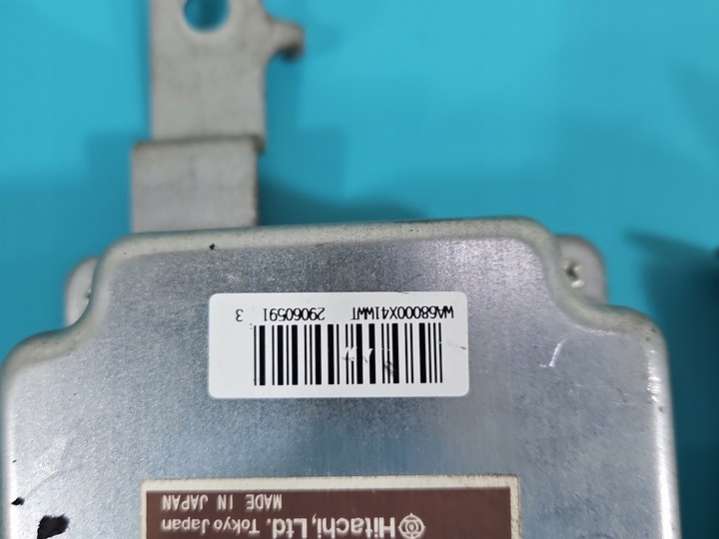 WA68000X41WWT 29060591 3
Hitachi, Ltd. Tokyo Japan
MADE IN JAPAN